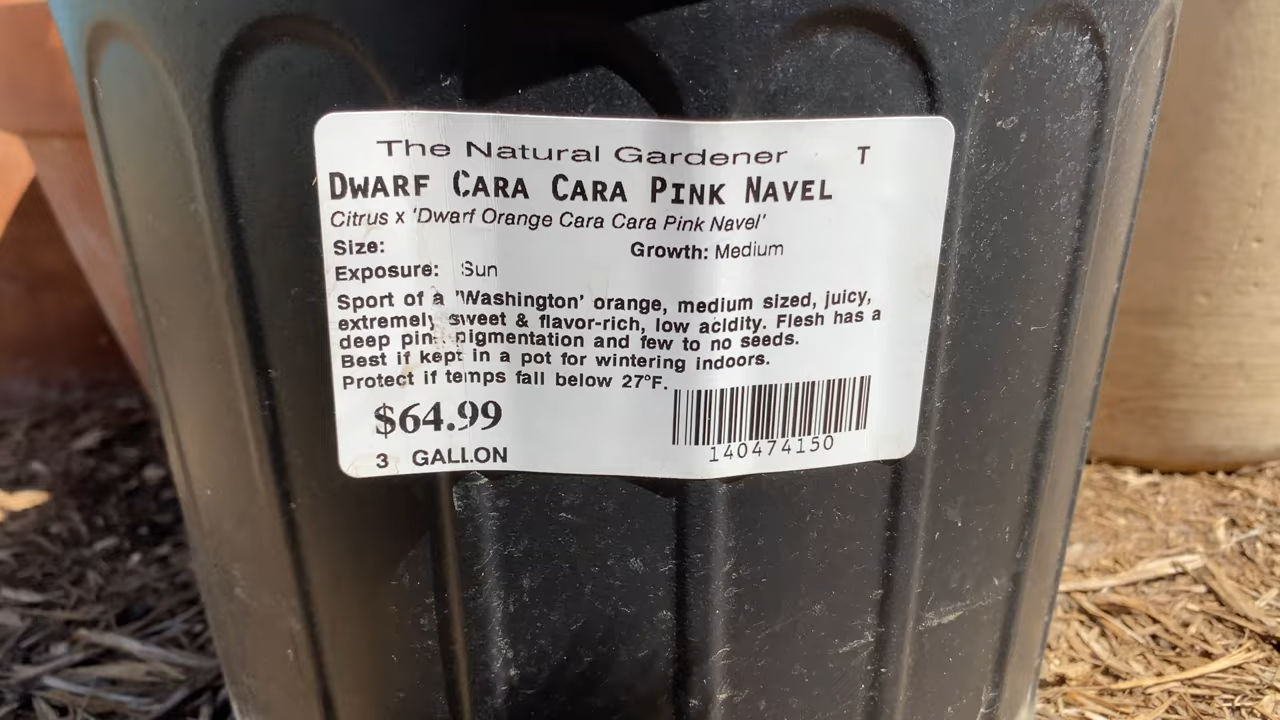 The Natural Gardener T
DWARF CARA CARA PINK NAVEL
Citrus x 'Dwarf Orange Cara Cara Pink Navel'
Size: Growth: Medium
Exposure: Sun
Sport of a 'Washington' orange, medium sized, juicy,
extremely sweet & flavor-rich, low acidity. Flesh has a
deep pink pigmentation and few to no seeds.
Best if kept in a pot for wintering indoors.
Protect if temps fall below 27°F.
$64.99
140474150
3 GALLON